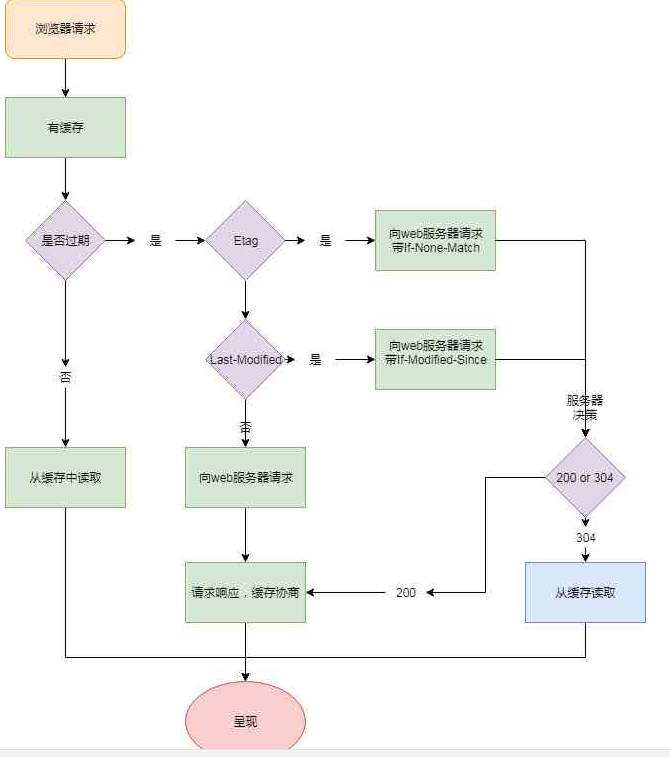 浏览器请求
有缓存
是否过期
是
Etag
是
向web服务器请求
带If-None-Match
Last-Modified
是
向web服务器请求
带If-Modified-Since
否
否
服务器
决策
从缓存中读取
向web服务器请求
200 or 304
304
请求响应，缓存协商
200
从缓存读取
呈现